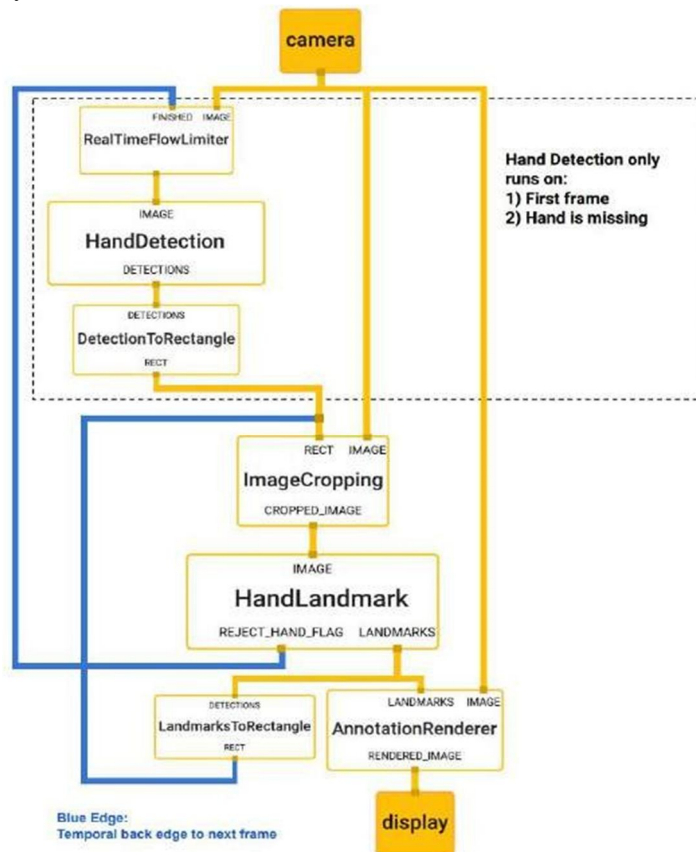 camera
FINISHED IMAGE
RealTimeFlowLimiter
Hand Detection only
runs on:
1) First frame
2) Hand is missing
IMAGE
HandDetection
DETECTIONS
DETECTIONS
DetectionToRectangle
RECT
RECT IMAGE
ImageCropping
CROPPED_IMAGE
IMAGE
HandLandmark
REJECT_HAND_FLAG LANDMARKS
DETECTIONS
LandmarksToRectangle
RECT
LANDMARKS IMAGE
AnnotationRenderer
RENDERED_IMAGE
display
Blue Edge:
Temporal back edge to next frame